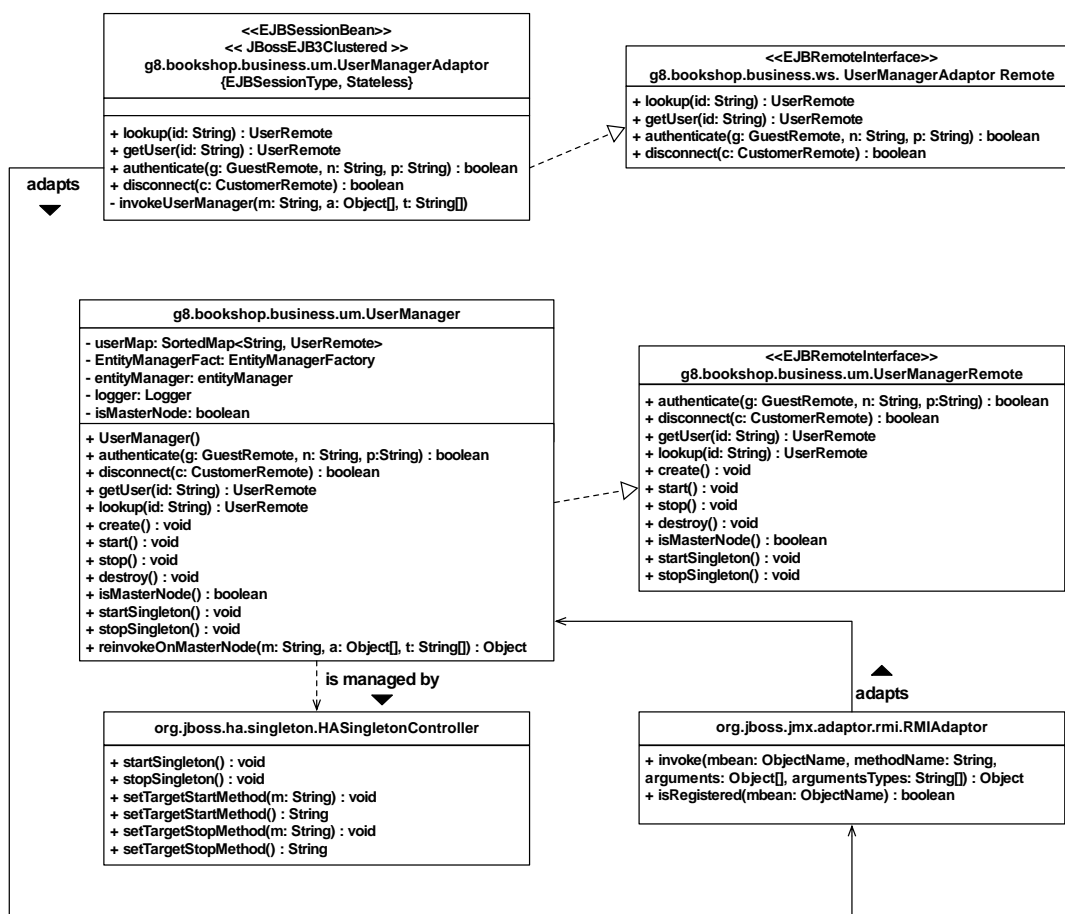 <<EJBSessionBean>>
<< JBossEJB3Clustered >>
g8.bookshop.business.um.UserManagerAdaptor
{EJBSessionType, Stateless}
+ lookup(id: String) : UserRemote
+ getUser(id: String) : UserRemote
+ authenticate(g: GuestRemote, n: String, p: String) : boolean
+ disconnect(c: CustomerRemote) : boolean
- invokeUserManager(m: String, a: Object[], t: String[])
<<EJBRemoteInterface>>
g8.bookshop.business.ws. UserManagerAdaptor Remote
+ lookup(id: String) : UserRemote
+ getUser(id: String) : UserRemote
+ authenticate(g: GuestRemote, n: String, p: String) : boolean
+ disconnect(c: CustomerRemote) : boolean
adapts
g8.bookshop.business.um.UserManager
- userMap: SortedMap<String, UserRemote>
- EntityManagerFact: EntityManagerFactory
- entityManager: entityManager
- logger: Logger
- isMasterNode: boolean
+ UserManager()
+ authenticate(g: GuestRemote, n: String, p:String) : boolean
+ disconnect(c: CustomerRemote) : boolean
+ getUser(id: String) : UserRemote
+ lookup(id: String) : UserRemote
+ create() : void
+ start() : void
+ stop() : void
+ destroy() : void
+ isMasterNode() : boolean
+ startSingleton() : void
+ stopSingleton() : void
+ reinvokeOnMasterNode(m: String, a: Object[], t: String[]) : Object
<<EJBRemoteInterface>>
g8.bookshop.business.um.UserManagerRemote
+ authenticate(g: GuestRemote, n: String, p:String) : boolean
+ disconnect(c: CustomerRemote) : boolean
+ getUser(id: String) : UserRemote
+ lookup(id: String) : UserRemote
+ create() : void
+ start() : void
+ stop() : void
+ destroy() : void
+ isMasterNode() : boolean
+ startSingleton() : void
+ stopSingleton() : void
is managed by
adapts
org.jboss.ha.singleton.HASingletonController
+ startSingleton() : void
+ stopSingleton() : void
+ setTargetStartMethod(m: String) : void
+ setTargetStartMethod() : String
+ setTargetStopMethod(m: String) : void
+ setTargetStopMethod() : String
org.jboss.jmx.adaptor.rmi.RMIAdaptor
+ invoke(mbean: ObjectName, methodName: String,
arguments: Object[], argumentsTypes: String[]) : Object
+ isRegistered(mbean: ObjectName) : boolean